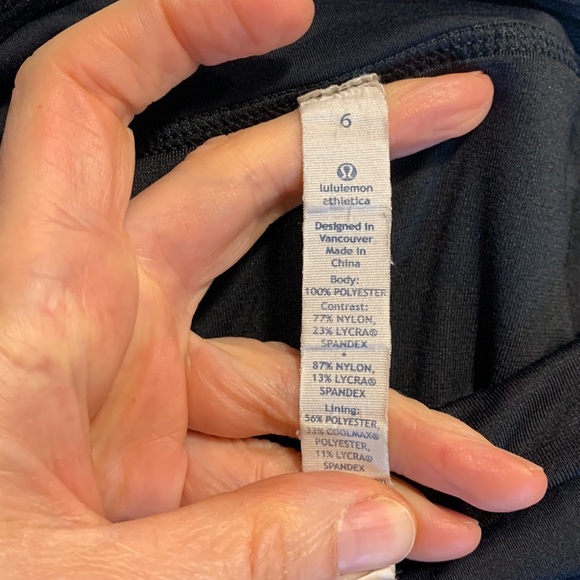 6
lululemon
athletica
Designed in
Vancouver
Made in
China
Body:
100% POLYESTER
Contrast:
77% NYLON,
23% LYCRA®
SPANDEX
+
87% NYLON,
13% LYCRA®
SPANDEX
Lining:
56% POLYESTER,
33% COOLMAX®
POLYESTER,
11% LYCRA®
SPANDEX